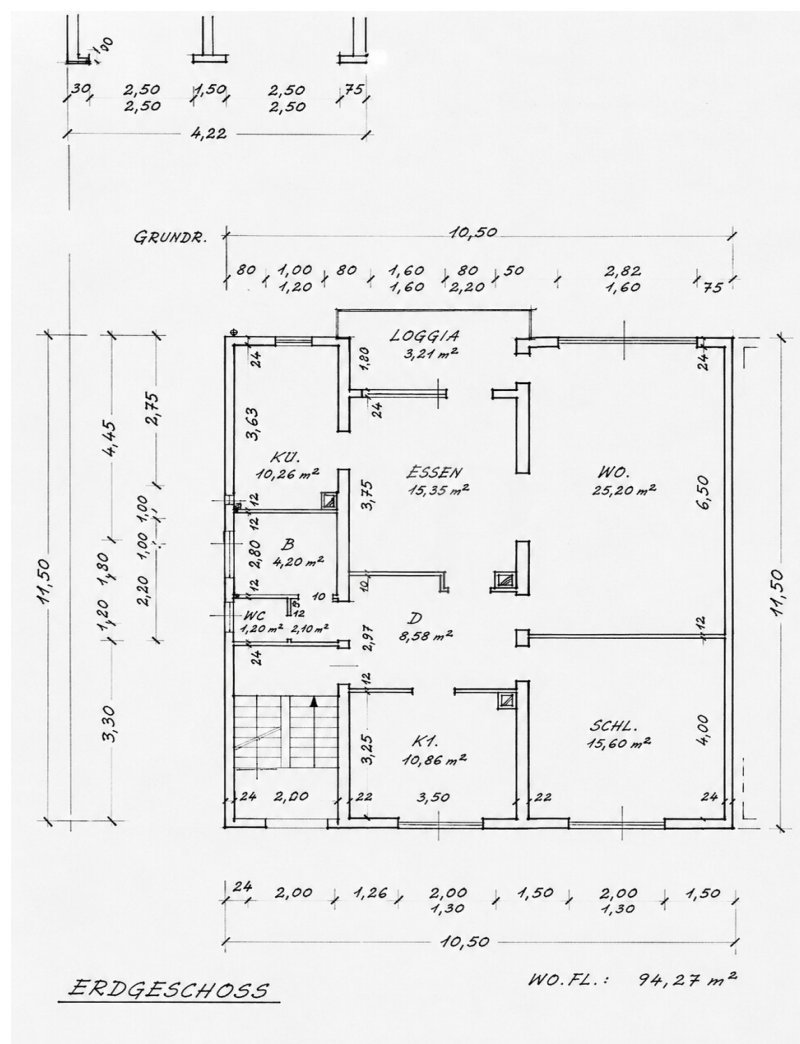 1,00
30 2,50 1,50 2,50 75
2,50 2,50
4,22
GRUNDR.
10,50
80 1,00 80 1,60 80 50 2,82
1,20 1,60 2,20 1,60 75
LOGGIA
3,21 m²
1,80
24
24
24
2,75
4,45
3,63
KU.
10,26 m²
ESSEN
15,35 m²
WO.
25,20 m²
3,75
6,50
12
12
1,00
1,00
B
4,20 m²
2,80
11,50
1,80
2,20
12
10
10
11,50
1,20
WC
1,20 m²
12
2,10 m²
D
8,58 m²
2,97
12
24
12
3,30
3,25
K1.
10,86 m²
SCHL.
15,60 m²
4,00
24 2,00 22 3,50 22 24
24 2,00 1,26 2,00 1,50 2,00 1,50
1,30 1,30
10,50
ERDGESCHOSS
WO.FL.: 94,27 m²